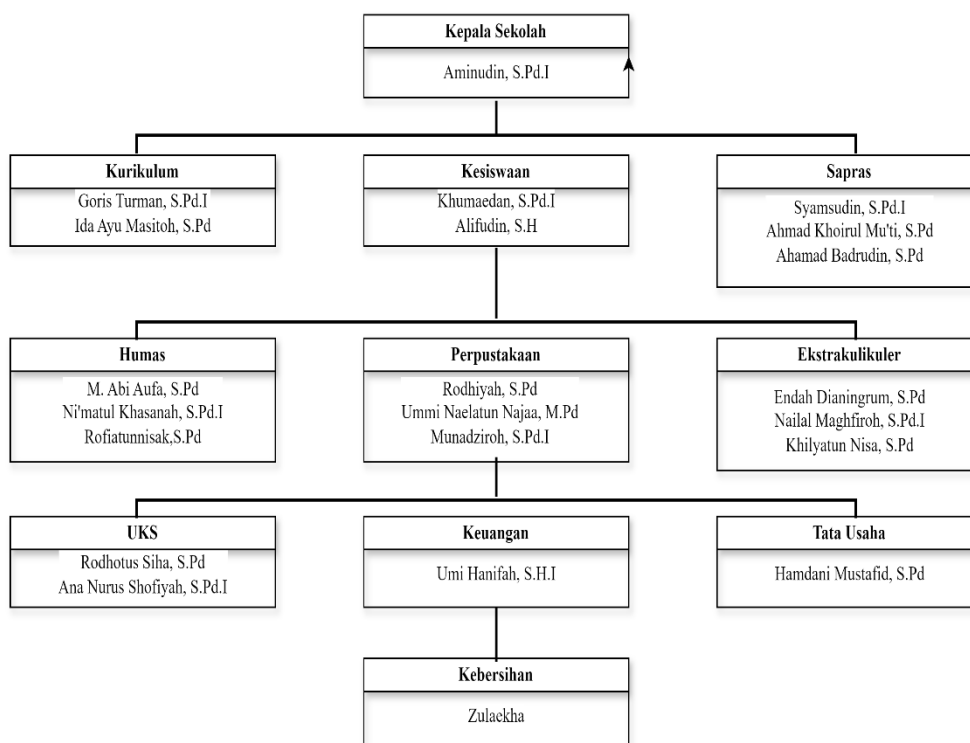 Kepala Sekolah
Aminudin, S.Pd.I
Kurikulum
Goris Turman, S.Pd.I
Ida Ayu Masitoh, S.Pd
Kesiswaan
Khumaedan, S.Pd.I
Alifudin, S.H
Sapras
Syamsudin, S.Pd.I
Ahmad Khoirul Mu'ti, S.Pd
Ahamad Badrudin, S.Pd
Humas
M. Abi Aufa, S.Pd
Ni'matul Khasanah, S.Pd.I
Rofiatunnisak,S.Pd
Perpustakaan
Rodhiyah, S.Pd
Ummi Naelatun Najaa, M.Pd
Munadziroh, S.Pd.I
Ekstrakulikuler
Endah Dianingrum, S.Pd
Nailal Maghfiroh, S.Pd.I
Khilyatun Nisa, S.Pd
UKS
Rodhotus Siha, S.Pd
Ana Nurus Shofiyah, S.Pd.I
Keuangan
Umi Hanifah, S.H.I
Tata Usaha
Hamdani Mustafid, S.Pd
Kebersihan
Zulaekha